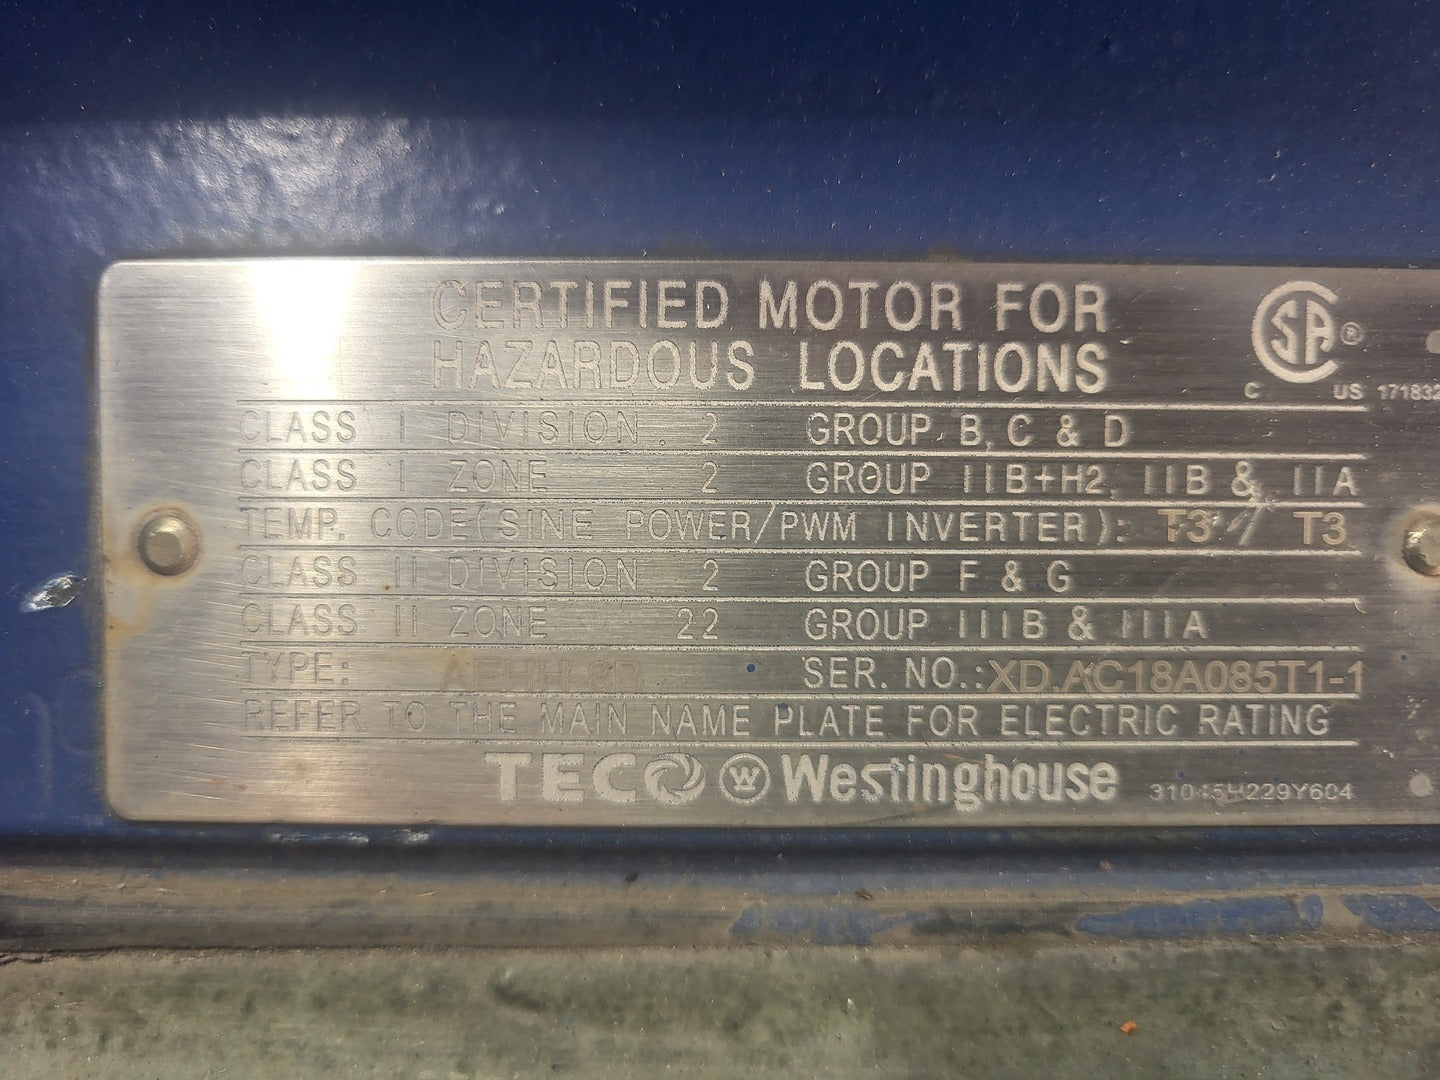 CERTIFIED MOTOR FOR
HAZARDOUS LOCATIONS
CSA ®
C US 171832
CLASS I DIVISION. 2 GROUP B, C & D
CLASS I ZONE 2 GROUP IIB+H2, IIB & IIA
TEMP. CODE(SINE POWER/PWM INVERTER): T3 / T3
CLASS II DIVISION 2 GROUP F & G
CLASS II ZONE 22 GROUP IIIB & IIIA
TYPE: SER. NO.:XD.AC18A085T1-1
REFER TO THE MAIN NAME PLATE FOR ELECTRIC RATING
TECO W Westinghouse